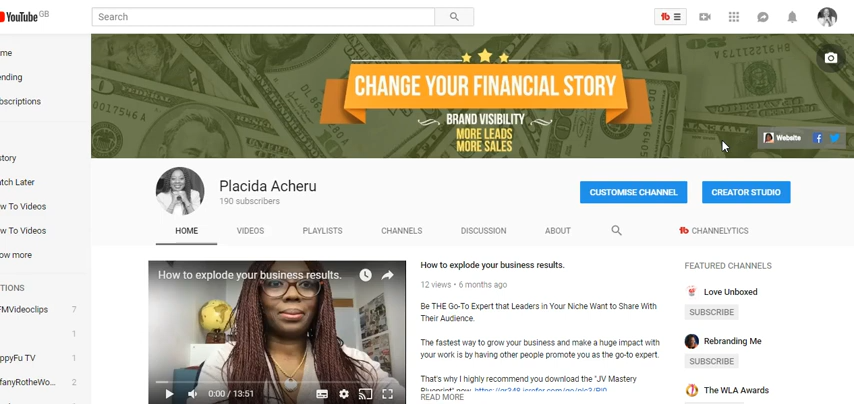 YouTube GB
Search
me
ending
bscriptions
story
atch Later
w To Videos
w To Videos
ow more
TIONS
FMVideoclips 7
1
ppyFu TV 1
fanyRotheWo... 2
CHANGE YOUR FINANCIAL STORY
BRAND VISIBILITY
MORE LEADS
MORE SALES
Website
Placida Acheru
190 subscribers
CUSTOMISE CHANNEL
CREATOR STUDIO
HOME VIDEOS PLAYLISTS CHANNELS DISCUSSION ABOUT CHANNELYTICS
How to explode your business results.
0:00 / 13:51
How to explode your business results.
12 views • 6 months ago
Be THE Go-To Expert that Leaders in Your Niche Want to Share With
Their Audience.
The fastest way to grow your business and make a huge impact with
your work is by having other people promote you as the go-to expert.
That's why I highly recommend you download the "JV Mastery
READ MORE
FEATURED CHANNELS
Love Unboxed
SUBSCRIBE
Rebranding Me
SUBSCRIBE
The WLA Awards